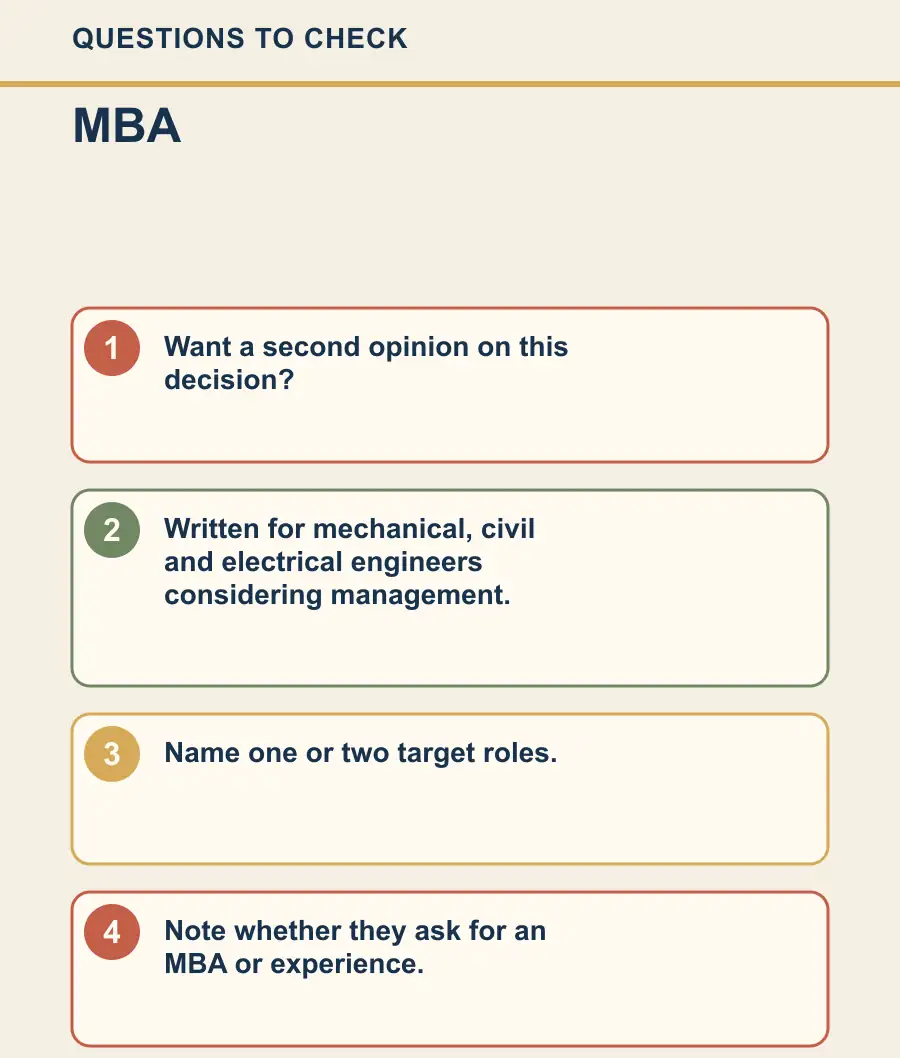 QUESTIONS TO CHECK
MBA
1
Want a second opinion on this
decision?
2
Written for mechanical, civil
and electrical engineers
considering management.
3
Name one or two target roles.
4
Note whether they ask for an
MBA or experience.